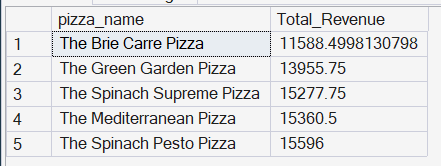 pizza_name Total_Revenue
1 The Brie Carre Pizza 11588.4998130798
2 The Green Garden Pizza 13955.75
3 The Spinach Supreme Pizza 15277.75
4 The Mediterranean Pizza 15360.5
5 The Spinach Pesto Pizza 15596